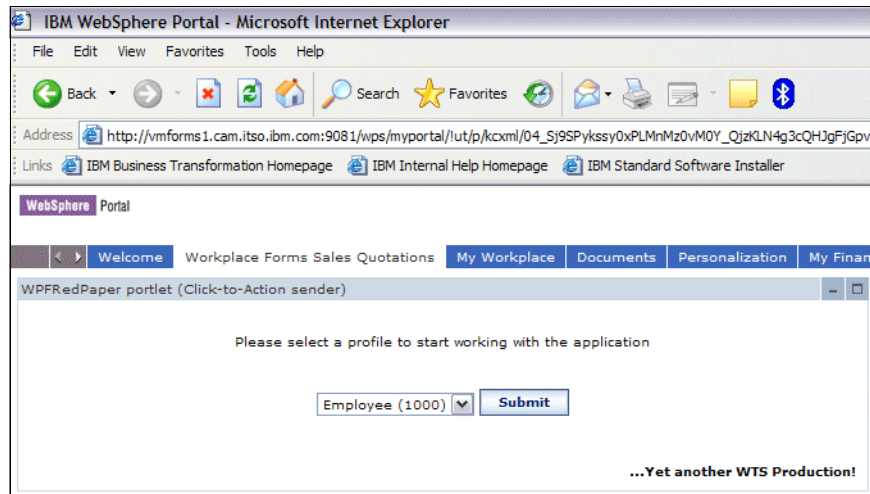 IBM WebSphere Portal - Microsoft Internet Explorer
File Edit View Favorites Tools Help
Back Search Favorites
Address http://vmforms1.cam.itso.ibm.com:9081/wps/myportal/!ut/p/kcxml/04_Sj9SPykssy0xPLMnMz0vM0Y_QjzKLN4g3cQHJgFjGpv
Links IBM Business Transformation Homepage IBM Internal Help Homepage IBM Standard Software Installer
WebSphere Portal
Welcome Workplace Forms Sales Quotations My Workplace Documents Personalization My Finan
WPFRedPaper portlet (Click-to-Action sender)
Please select a profile to start working with the application
Employee (1000) Submit
...Yet another WTS Production!